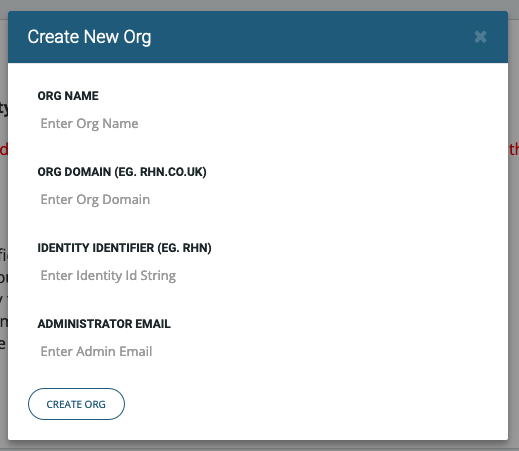 Create New Org
ORG NAME
Enter Org Name
ORG DOMAIN (EG. RHN.CO.UK)
Enter Org Domain
IDENTITY IDENTIFIER (EG. RHN)
Enter Identity Id String
ADMINISTRATOR EMAIL
Enter Admin Email
CREATE ORG